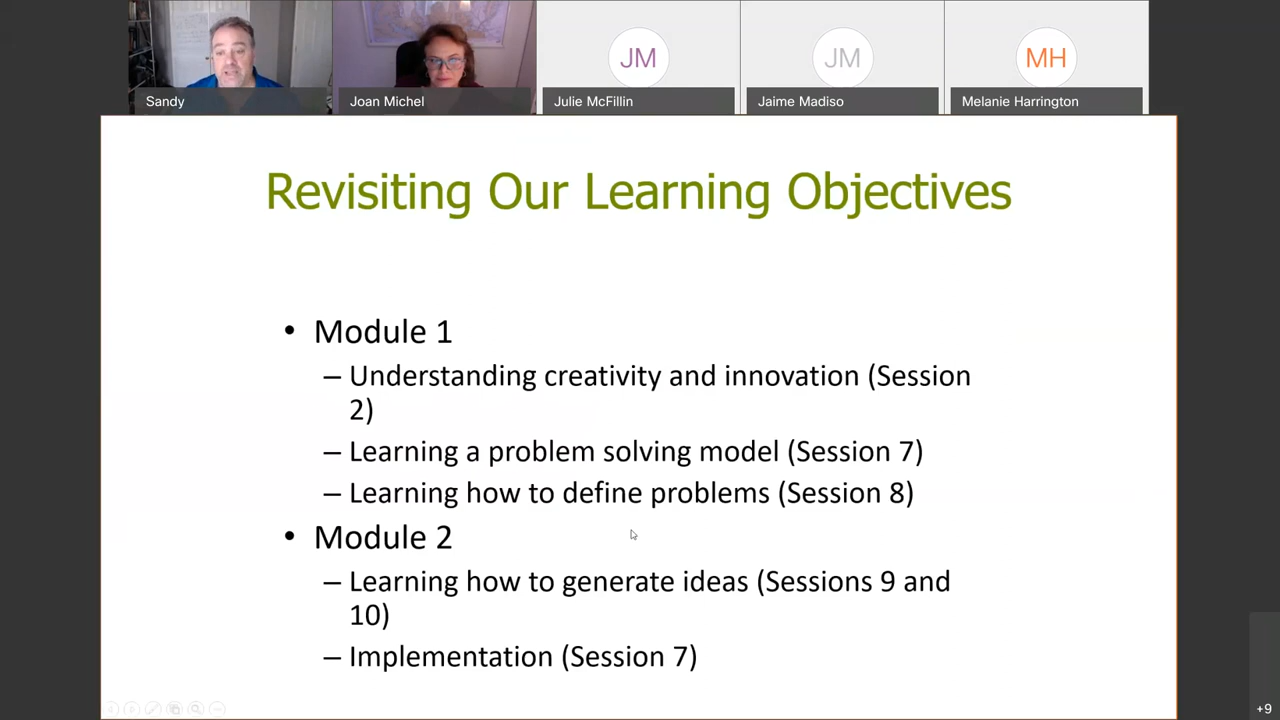 JM
JM
MH
Sandy
Joan Michel
Julie McFillin
Jaime Madiso
Melanie Harrington
Revisiting Our Learning Objectives
• Module 1
– Understanding creativity and innovation (Session
2)
– Learning a problem solving model (Session 7)
– Learning how to define problems (Session 8)
• Module 2
– Learning how to generate ideas (Sessions 9 and
10)
– Implementation (Session 7)
+9